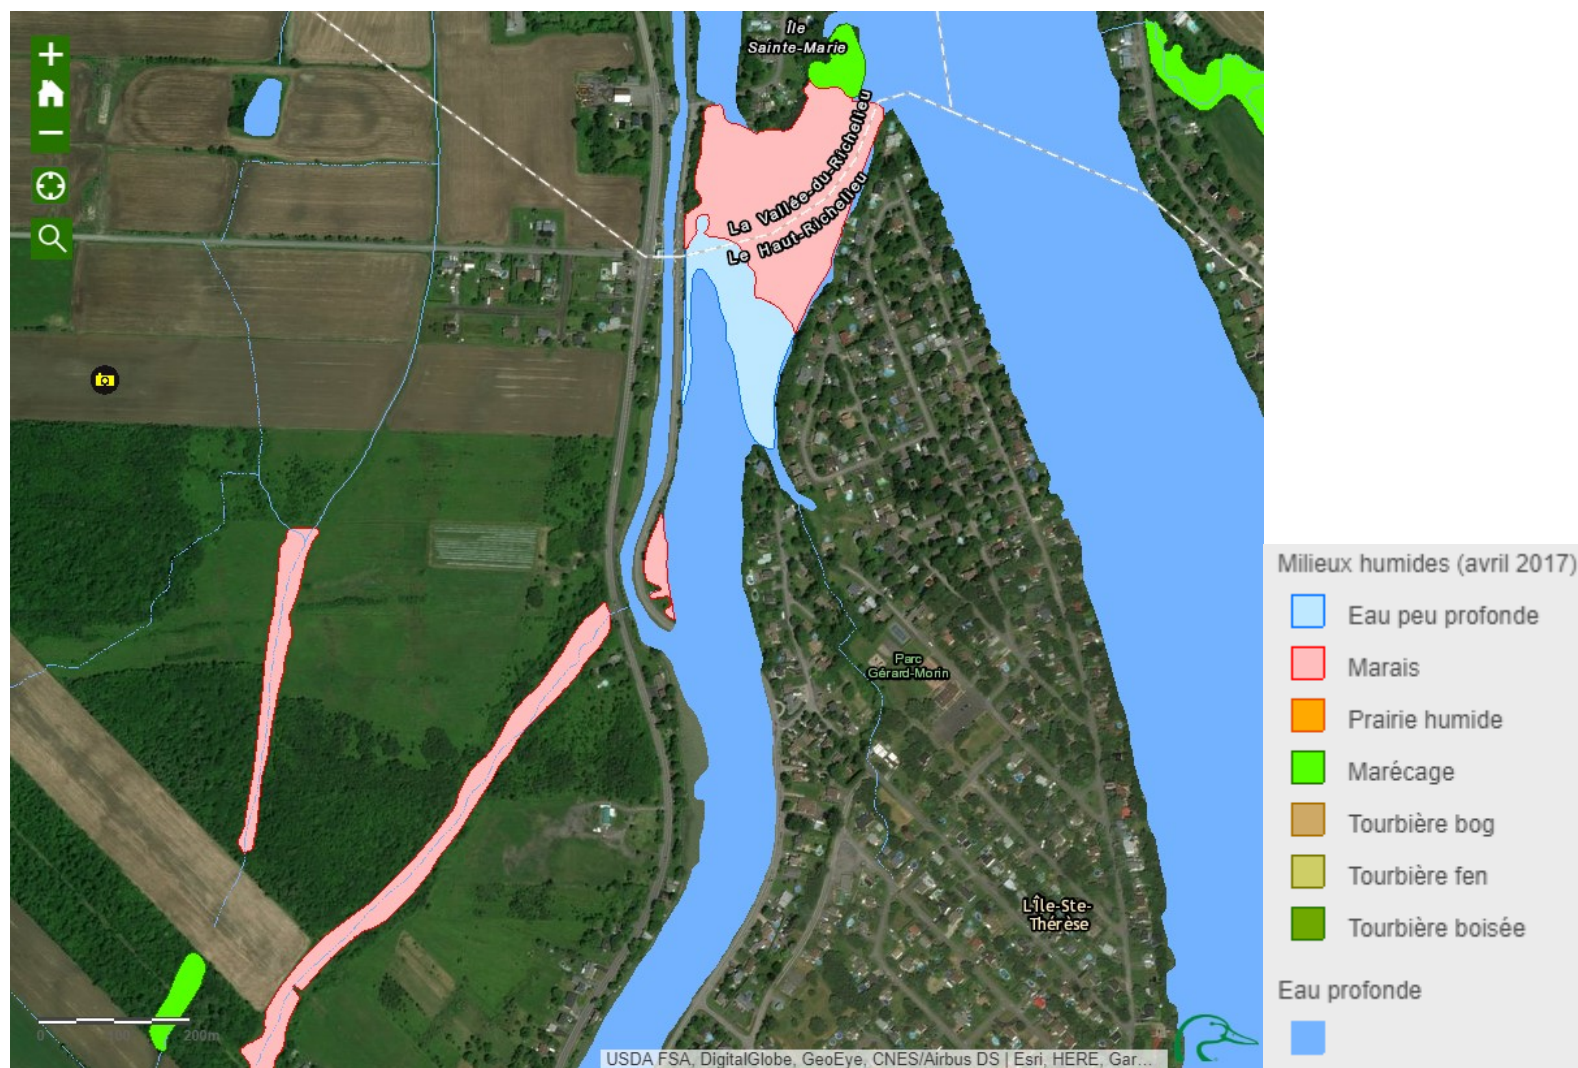 Île
Sainte-Marie
La Vallée-du-Richelieu
Le Haut-Richelieu
Parc
Gérard-Morin
L'Île-Ste-
Thérèse
0 100 200m
USDA FSA, DigitalGlobe, GeoEye, CNES/Airbus DS | Esri, HERE, Gar...
Milieux humides (avril 2017)
Eau peu profonde
Marais
Prairie humide
Marécage
Tourbière bog
Tourbière fen
Tourbière boisée
Eau profonde